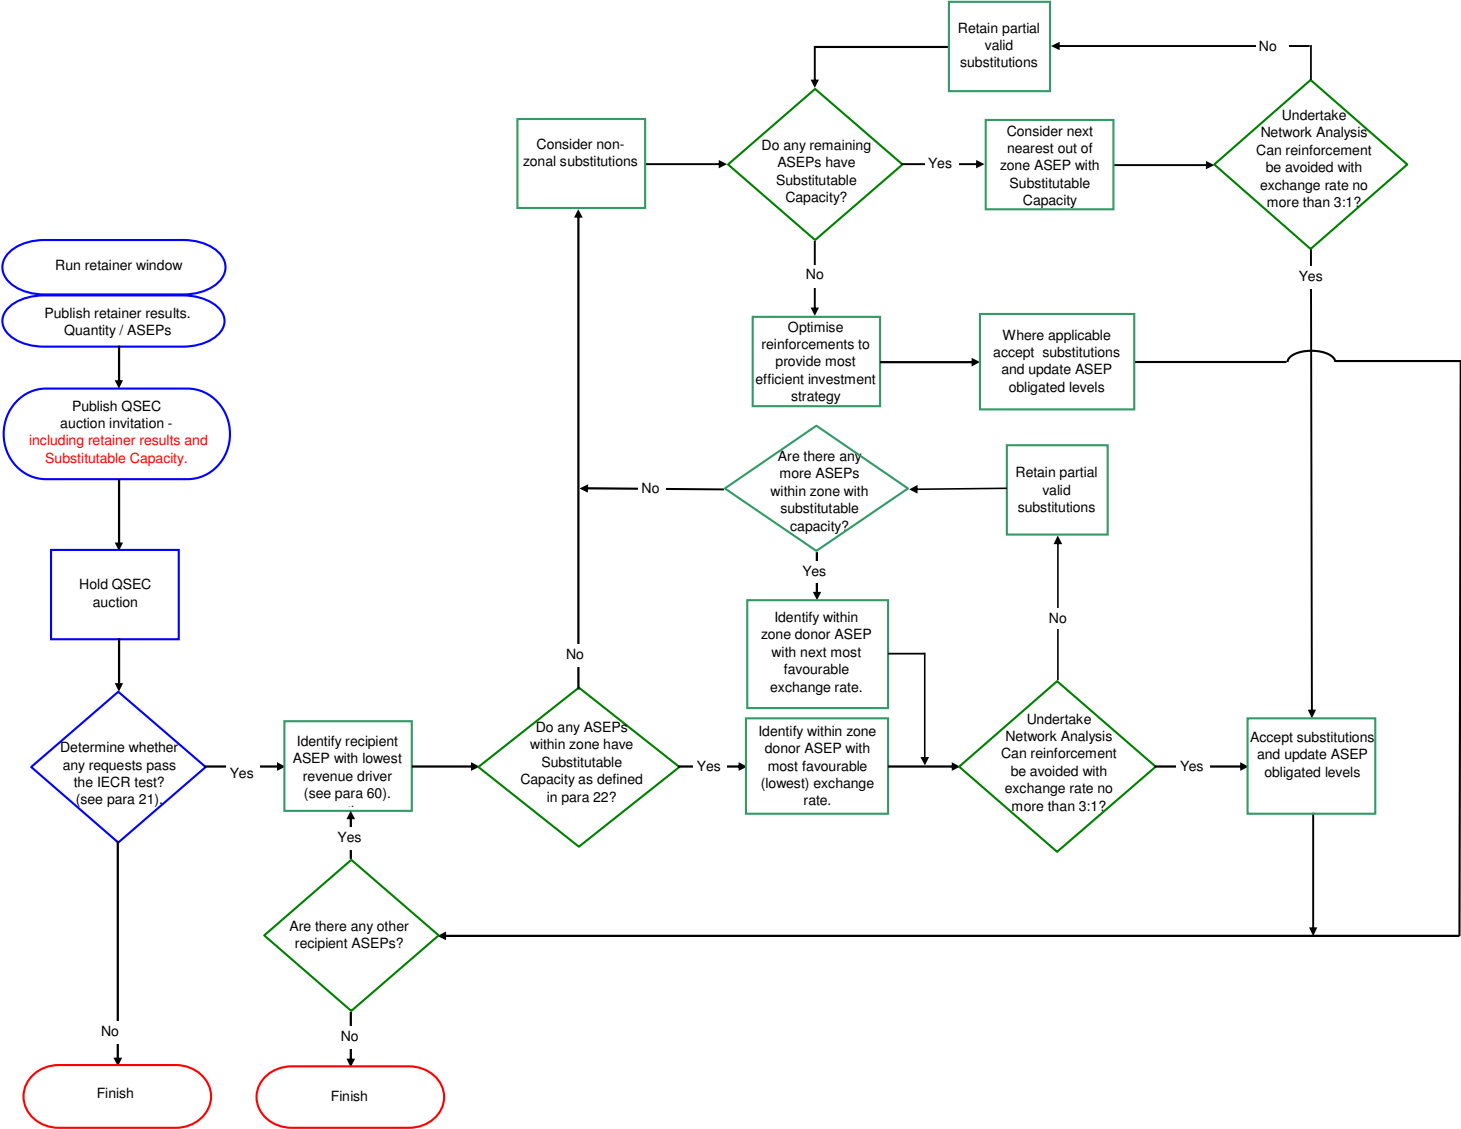 Retain partial
valid
substitutions
No
Undertake
Network Analysis
Can reinforcement
be avoided with
exchange rate no
more than 3:1?
Consider non-
zonal substitutions
Do any remaining
ASEPs have
Substitutable
Capacity?
Yes
Consider next
nearest out of
zone ASEP with
Substitutable
Capacity
Run retainer window
Publish retainer results.
Quantity / ASEPs
No
Yes
Optimise
reinforcements to
provide most
efficient investment
strategy
Where applicable
accept substitutions
and update ASEP
obligated levels
Publish QSEC
auction invitation -
including retainer results and
Substitutable Capacity.
Are there any
more ASEPs
within zone with
substitutable
capacity?
No
Retain partial
valid
substitutions
Yes
Hold QSEC
auction
Identify within
zone donor ASEP
with next most
favourable
exchange rate.
No
No
Determine whether
any requests pass
the IECR test?
(see para 21).
Yes
Identify recipient
ASEP with lowest
revenue driver
(see para 60).
Do any ASEPs
within zone have
Substitutable
Capacity as defined
in para 22?
Yes
Identify within zone
donor ASEP with
most favourable
(lowest) exchange
rate.
Undertake
Network Analysis
Can reinforcement
be avoided with
exchange rate no
more than 3:1?
Yes
Accept substitutions
and update ASEP
obligated levels
Yes
Are there any other
recipient ASEPs?
No
No
Finish
Finish